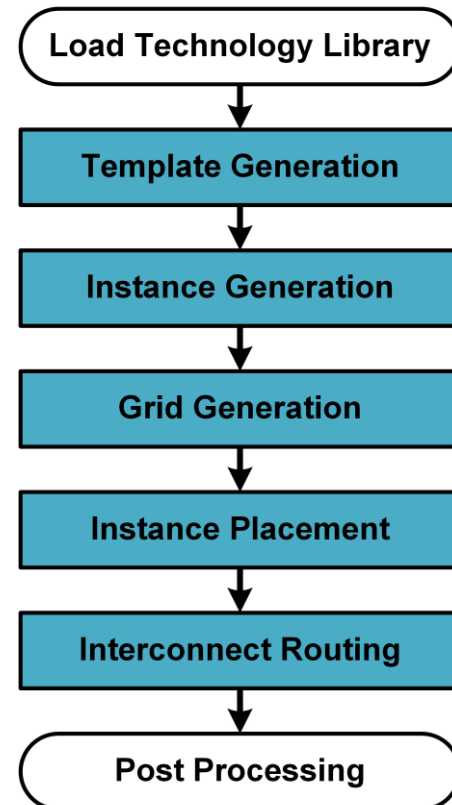 Load Technology Library
Template Generation
Instance Generation
Grid Generation
Instance Placement
Interconnect Routing
Post Processing